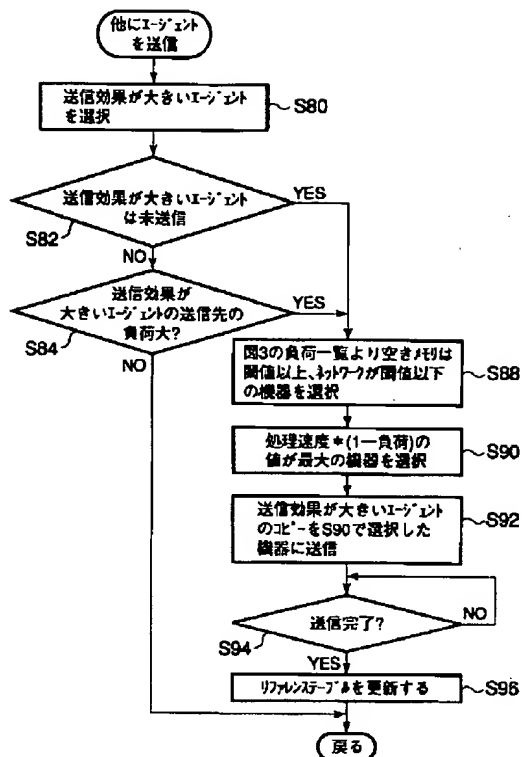 他にエージェント
を送信
送信効果が大きいエージェント
を選択
S80
送信効果が大きいエージェント
は未送信
YES
S82
NO
送信効果が
大きいエージェントの送信先の
負荷大?
YES
S84
NO
図3の負荷一覧より空きメモリは
閾値以上、ネットワークが閾値以下
の機器を選択
S88
処理速度*(1−負荷)の
値が最大の機器を選択
S90
送信効果が大きいエージェント
のコピーをS90で選択した
機器に送信
S92
送信完了?
NO
S94
YES
リファレンステーブルを更新する
S96
戻る